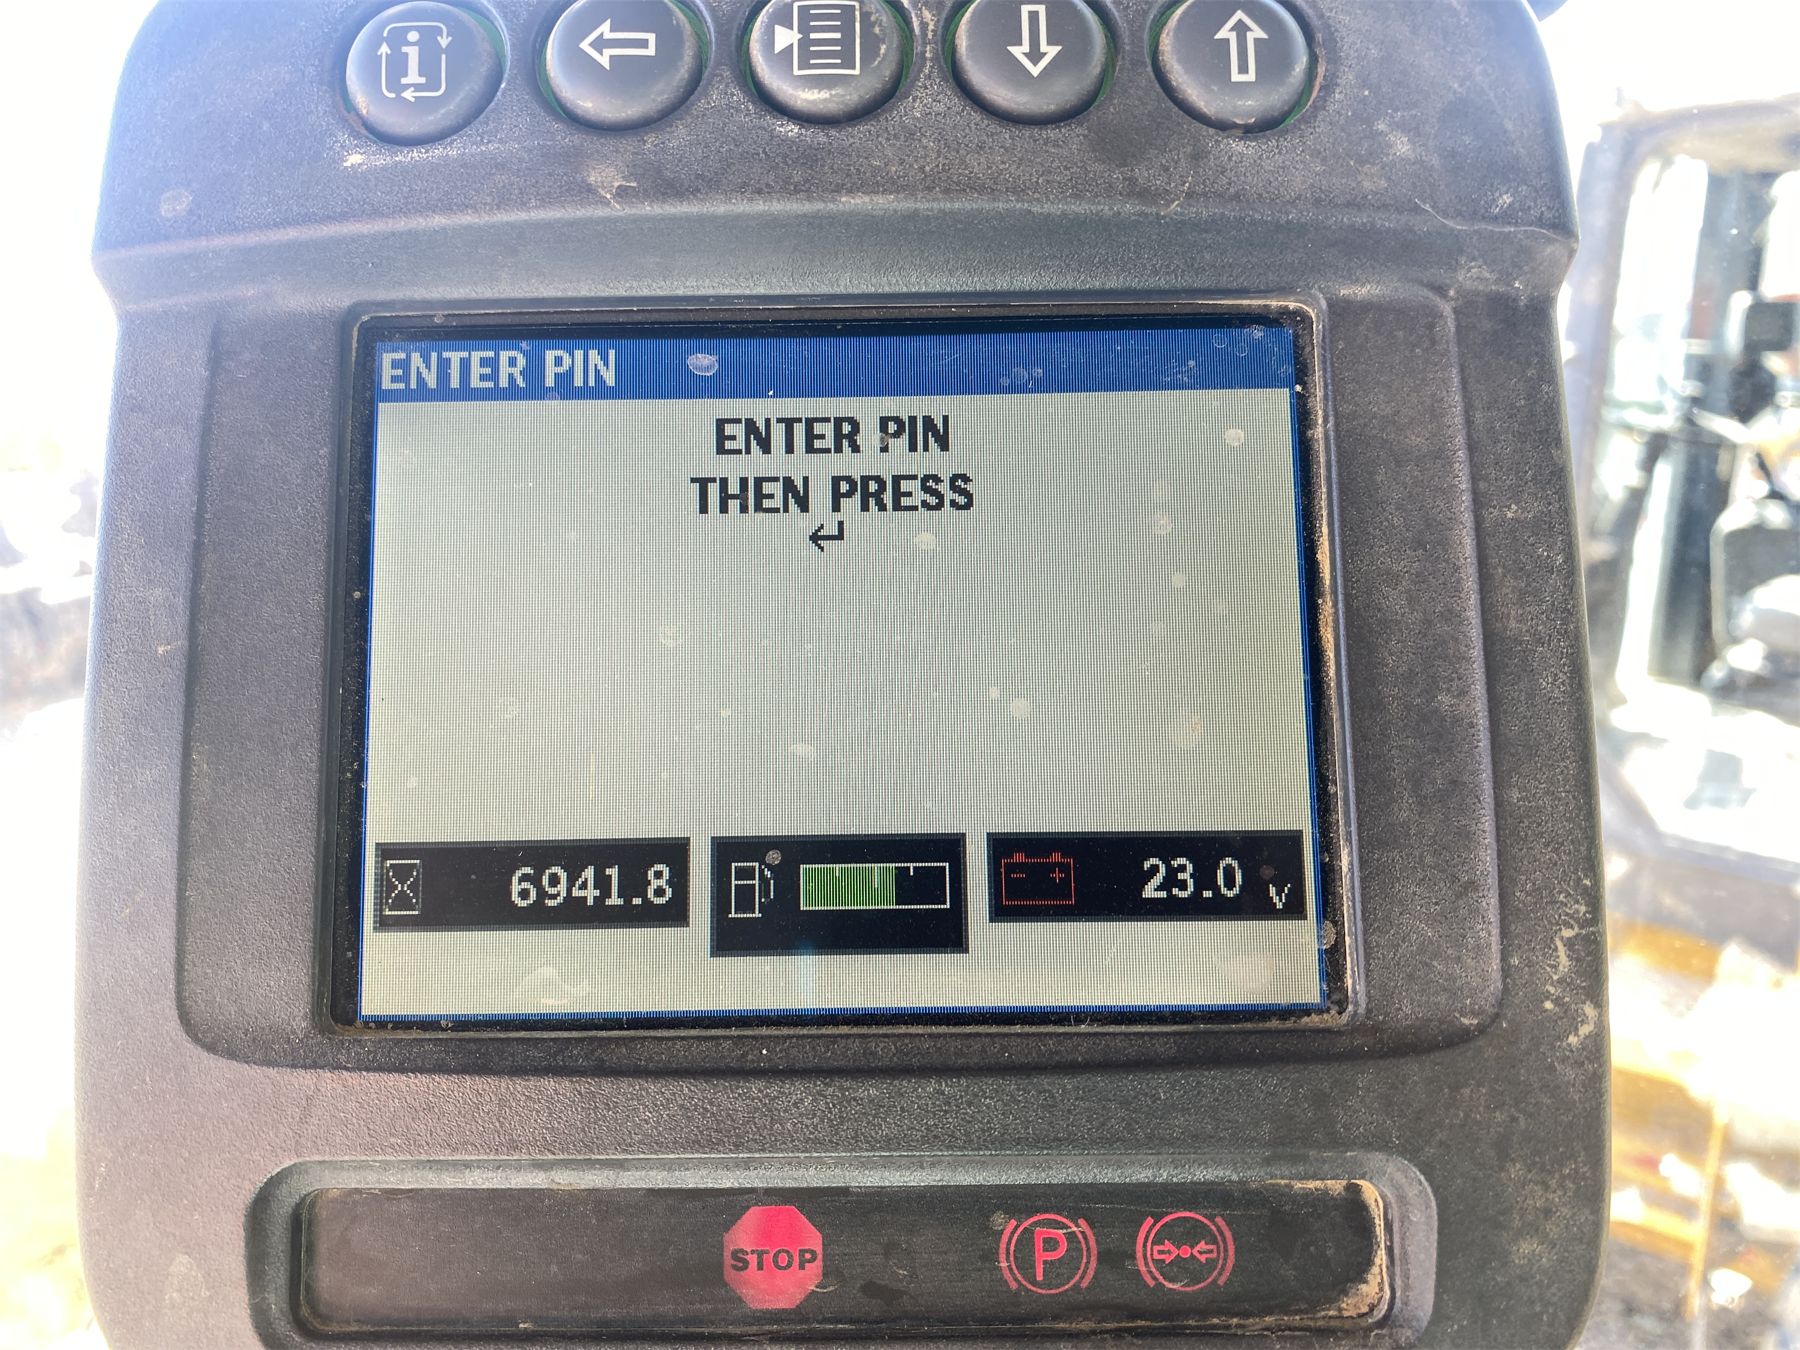 i
ENTER PIN
ENTER PIN
THEN PRESS
↵
6941.8
23.0 V
STOP
P